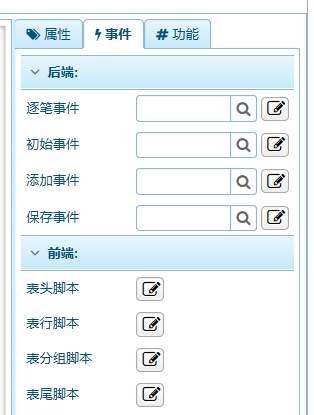 属性 事件 # 功能
后端:
逐笔事件
初始事件
添加事件
保存事件
前端:
表头脚本
表行脚本
表分组脚本
表尾脚本